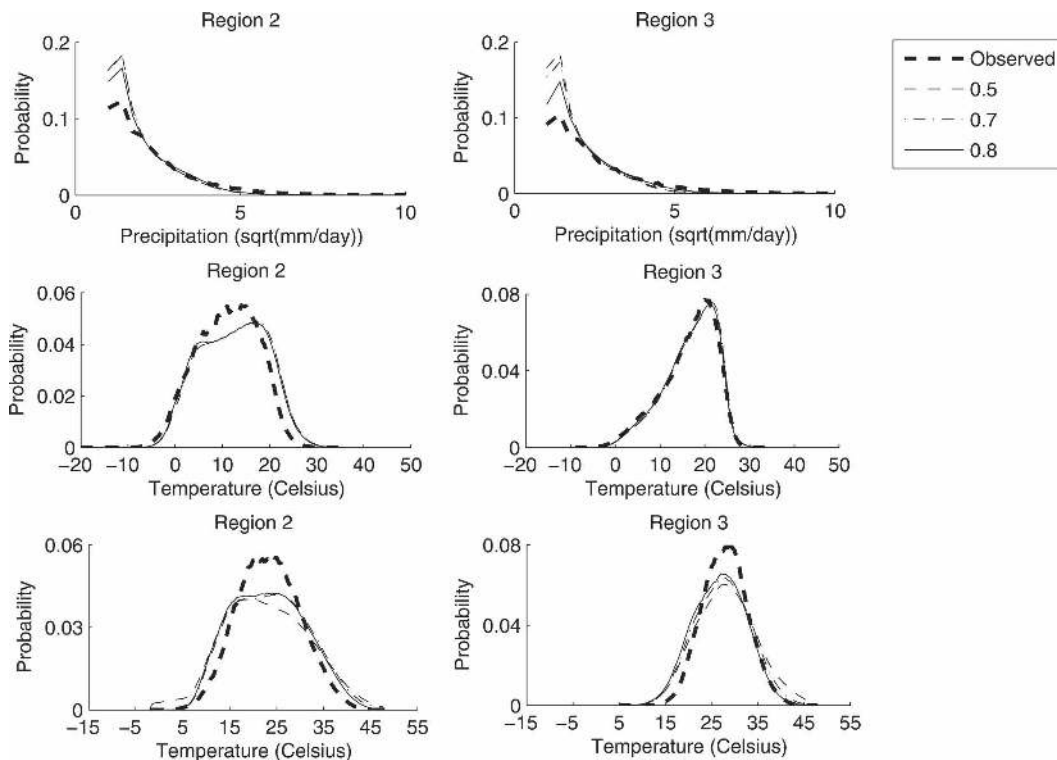 Region 2
0.2
0.1
0
Probability
0 5 10
Precipitation (sqrt(mm/day))
Region 3
0.2
0.1
0
Probability
0 5 10
Precipitation (sqrt(mm/day))
Observed
0.5
0.7
0.8
Region 2
0.06
0.04
0.02
0
Probability
−20 −10 0 10 20 30 40 50
Temperature (Celsius)
Region 3
0.08
0.04
0
Probability
−20 −10 0 10 20 30 40 50
Temperature (Celsius)
Region 2
0.06
0.03
0
Probability
−15 −5 5 15 25 35 45 55
Temperature (Celsius)
Region 3
0.08
0.04
0
Probability
−15 −5 5 15 25 35 45 55
Temperature (Celsius)